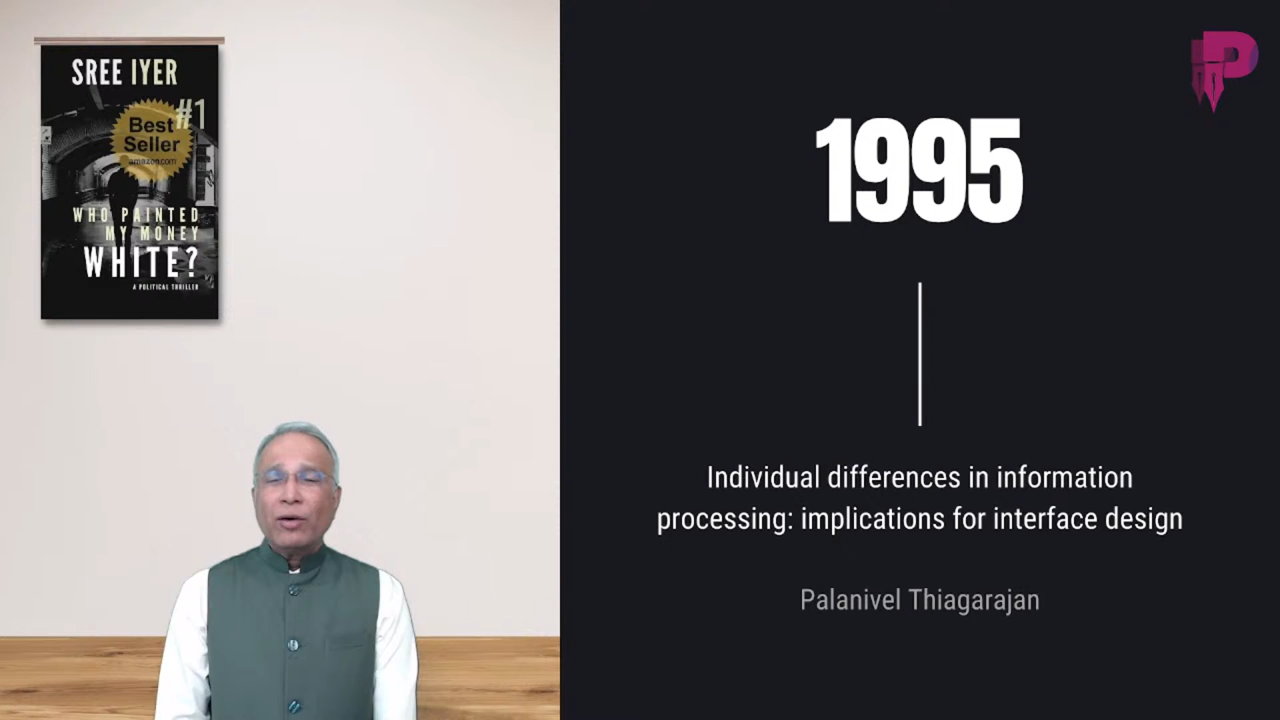 SREE IYER
#1
Best
Seller
amazon.com
WHO PAINTED
MY MONEY
WHITE?
A POLITICAL THRILLER
1995
Individual differences in information
processing: implications for interface design
Palanivel Thiagarajan